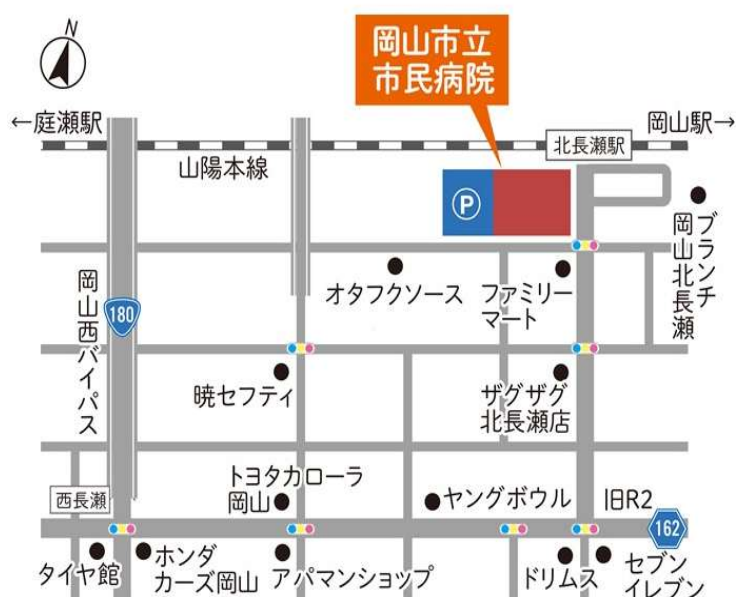 N
岡山市立
市民病院
←庭瀬駅
岡山駅→
北長瀬駅
山陽本線
P
ブランチ
岡山北長瀬
オタフクソース
ファミリー
マート
岡山西バイパス
180
暁セフティ
ザグザグ
北長瀬店
トヨタカローラ
岡山
ヤングボウル
旧R2
西長瀬
162
タイヤ館
ホンダ
カーズ岡山
アパマンショップ
ドリムス
セブン
イレブン